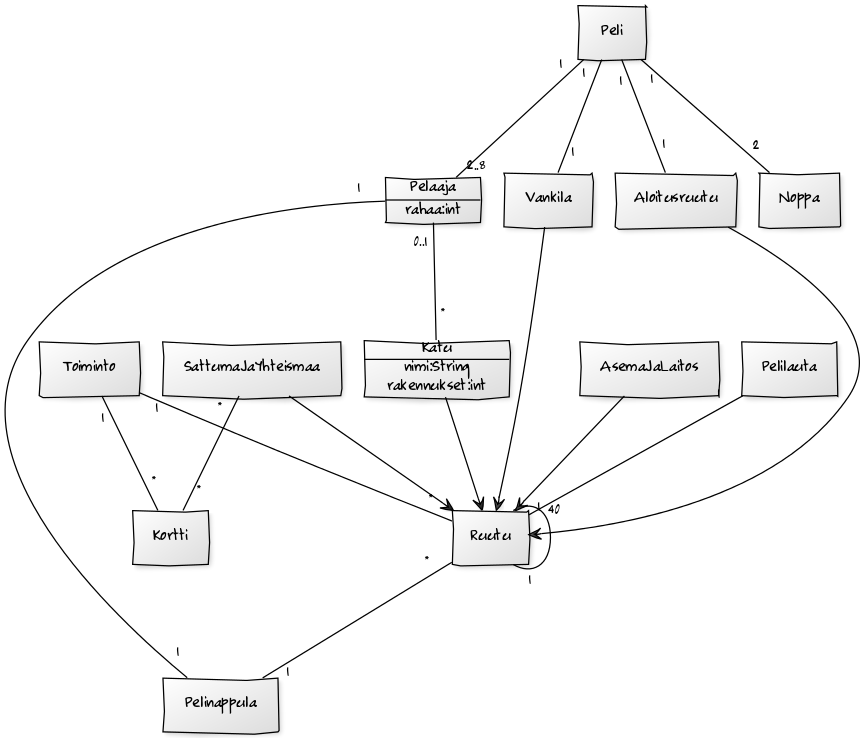 Peli
1
1
1
1
2..8
1
1
2
Pelaaja
rahaa:int
Vankila
Aloitusruutu
Noppa
1
0..1
*
Toiminto
SattumaJaYhteismaa
Katu
nimi:String
rakennukset:int
AsemaJaLaitos
Pelilauta
1
1
*
*
*
*
1
40
Kortti
Ruutu
*
1
1
1
Pelinappula